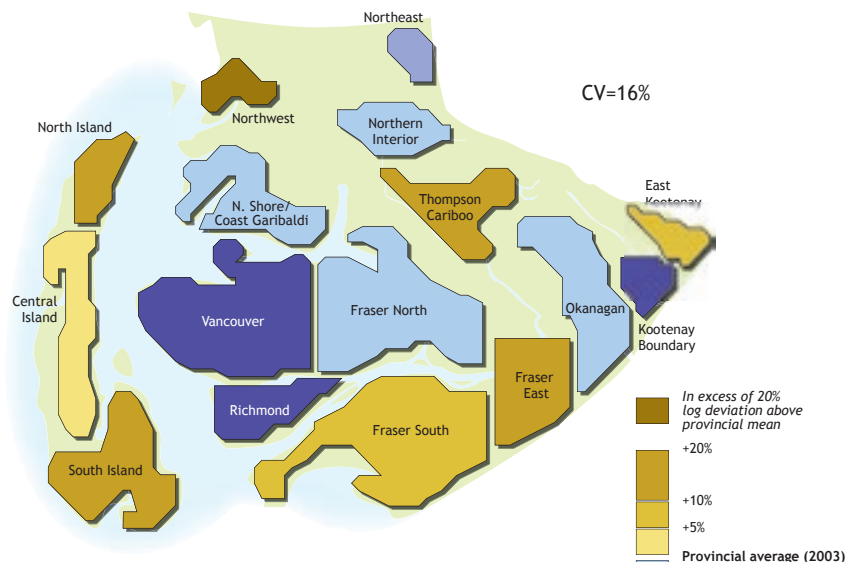 Northeast
CV=16%
Northwest
North Island
Northern
Interior
Thompson
Cariboo
East
Kootenay
N. Shore/
Coast Garibaldi
Central
Island
Vancouver
Fraser North
Okanagan
Kootenay
Boundary
Richmond
Fraser
East
Fraser South
South Island
In excess of 20%
log deviation above
provincial mean
+20%
+10%
+5%
Provincial average (2003)